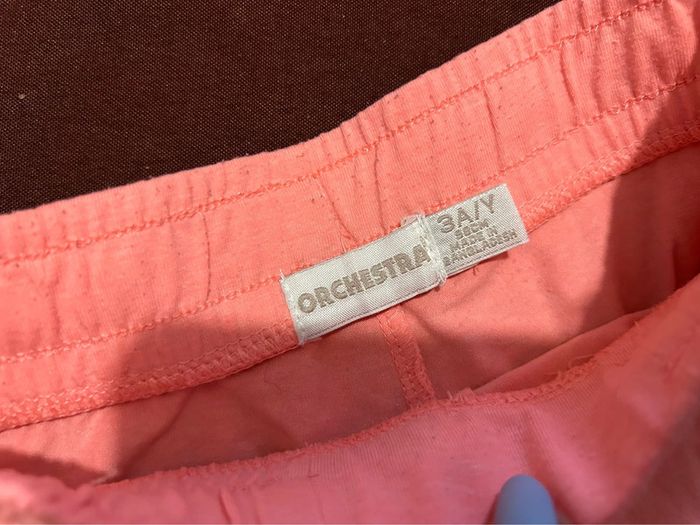 ORCHESTRA
3A/Y
98CM
MADE IN
BANGLADESH